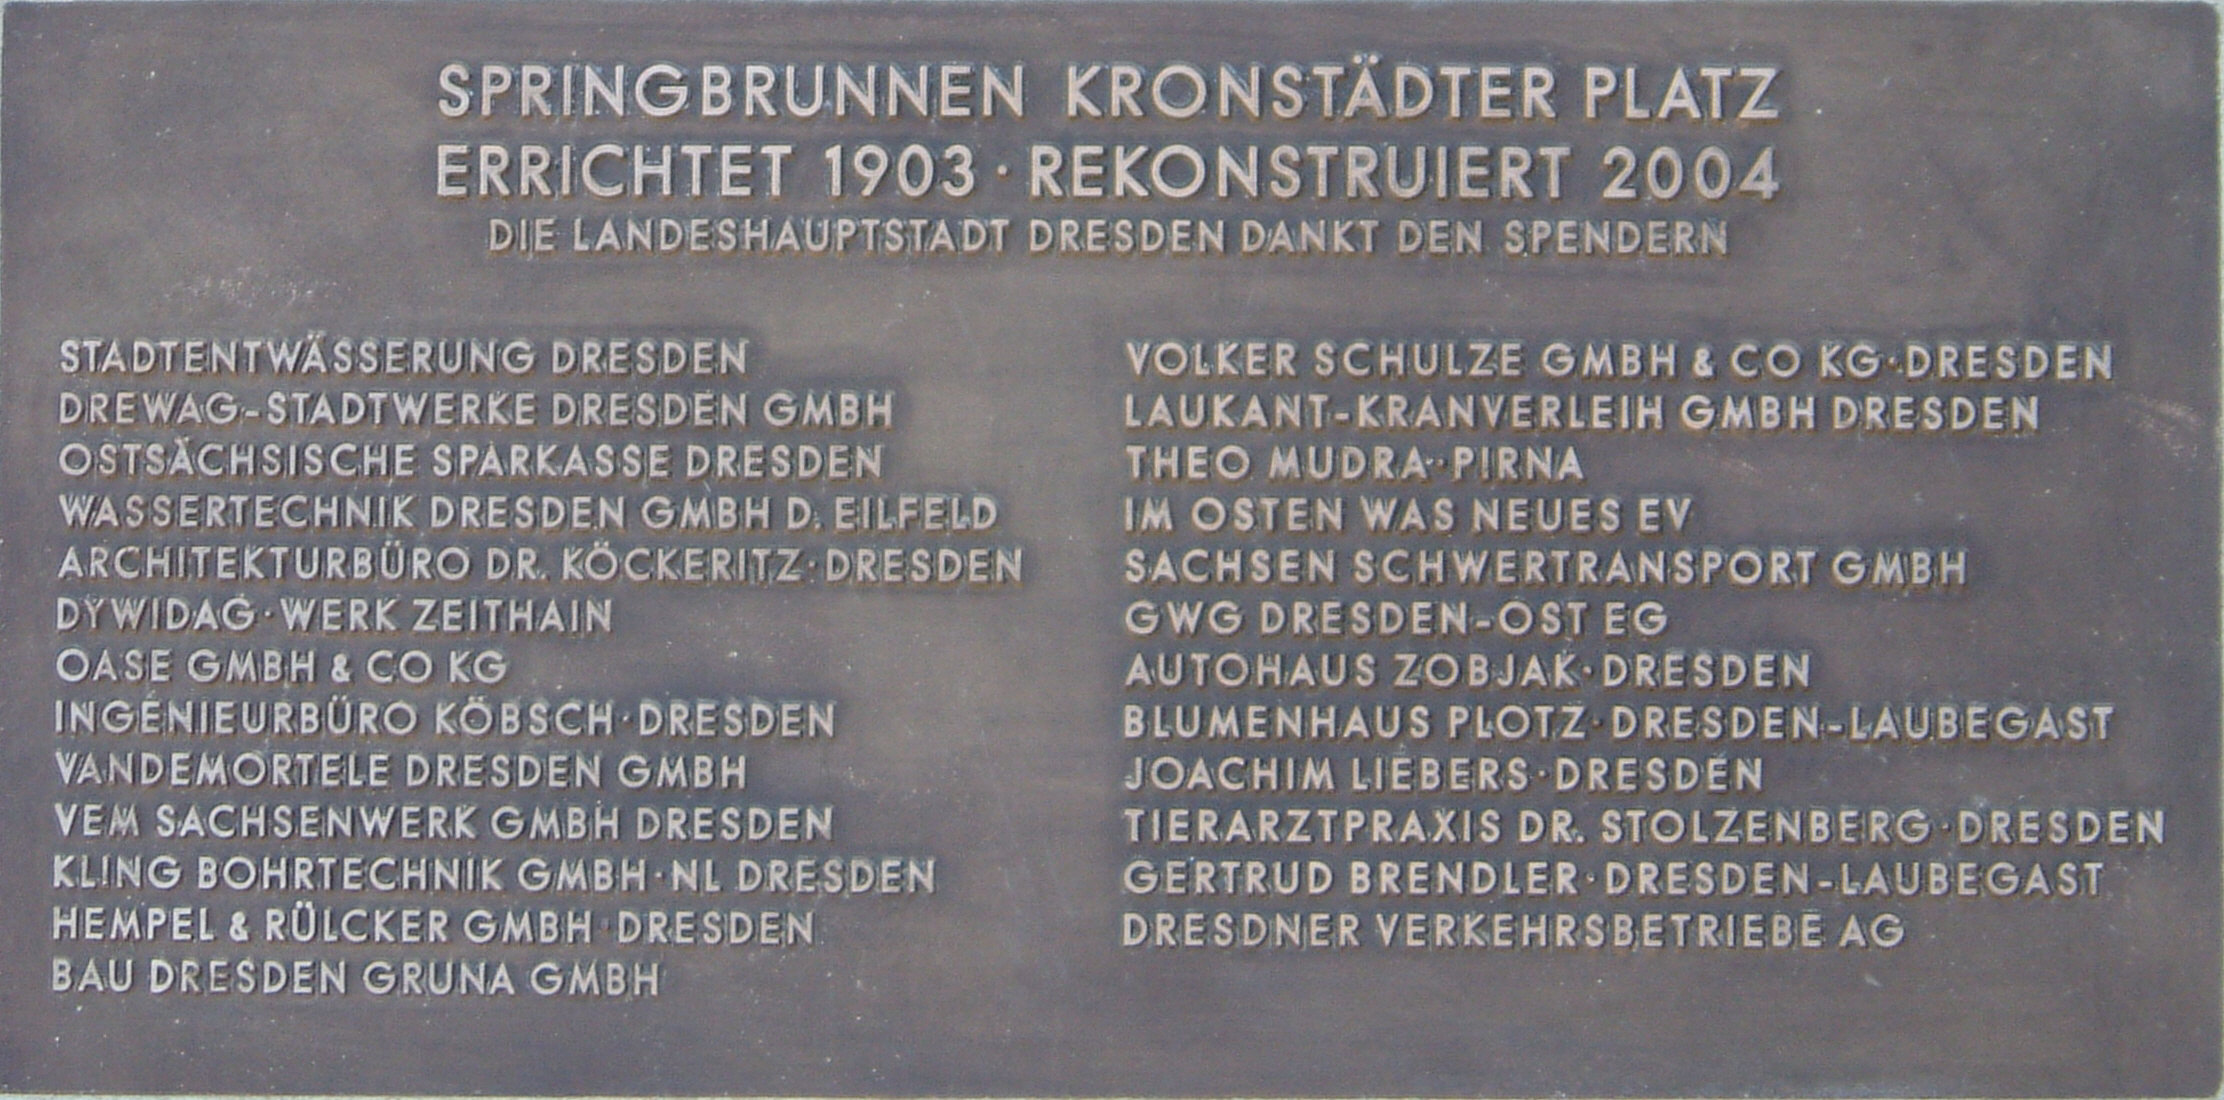 SPRINGBRUNNEN KRONSTÄDTER PLATZ
ERRICHTET 1903 · REKONSTRUIERT 2004
DIE LANDESHAUPTSTADT DRESDEN DANKT DEN SPENDERN
STADTENTWÄSSERUNG DRESDEN
DREWAG-STADTWERKE DRESDEN GMBH
OSTSÄCHSISCHE SPARKASSE DRESDEN
WASSERTECHNIK DRESDEN GMBH D. EILFELD
ARCHITEKTURBÜRO DR. KÖCKERITZ · DRESDEN
DYWIDAG · WERK ZEITHAIN
OASE GMBH & CO KG
INGENIEURBÜRO KÖBSCH · DRESDEN
VANDEMORTELE DRESDEN GMBH
VEM SACHSENWERK GMBH DRESDEN
KLING BOHRTECHNIK GMBH · NL DRESDEN
HEMPEL & RÜLCKER GMBH · DRESDEN
BAU DRESDEN GRUNA GMBH
VOLKER SCHULZE GMBH & CO KG · DRESDEN
LAUKANT-KRANVERLEIH GMBH DRESDEN
THEO MUDRA · PIRNA
IM OSTEN WAS NEUES EV
SACHSEN SCHWERTRANSPORT GMBH
GWG DRESDEN-OST EG
AUTOHAUS ZOBJAK · DRESDEN
BLUMENHAUS PLOTZ · DRESDEN-LAUBEGAST
JOACHIM LIEBERS · DRESDEN
TIERARZTPRAXIS DR. STOLZENBERG · DRESDEN
GERTRUD BRENDLER · DRESDEN-LAUBEGAST
DRESDNER VERKEHRSBETRIEBE AG